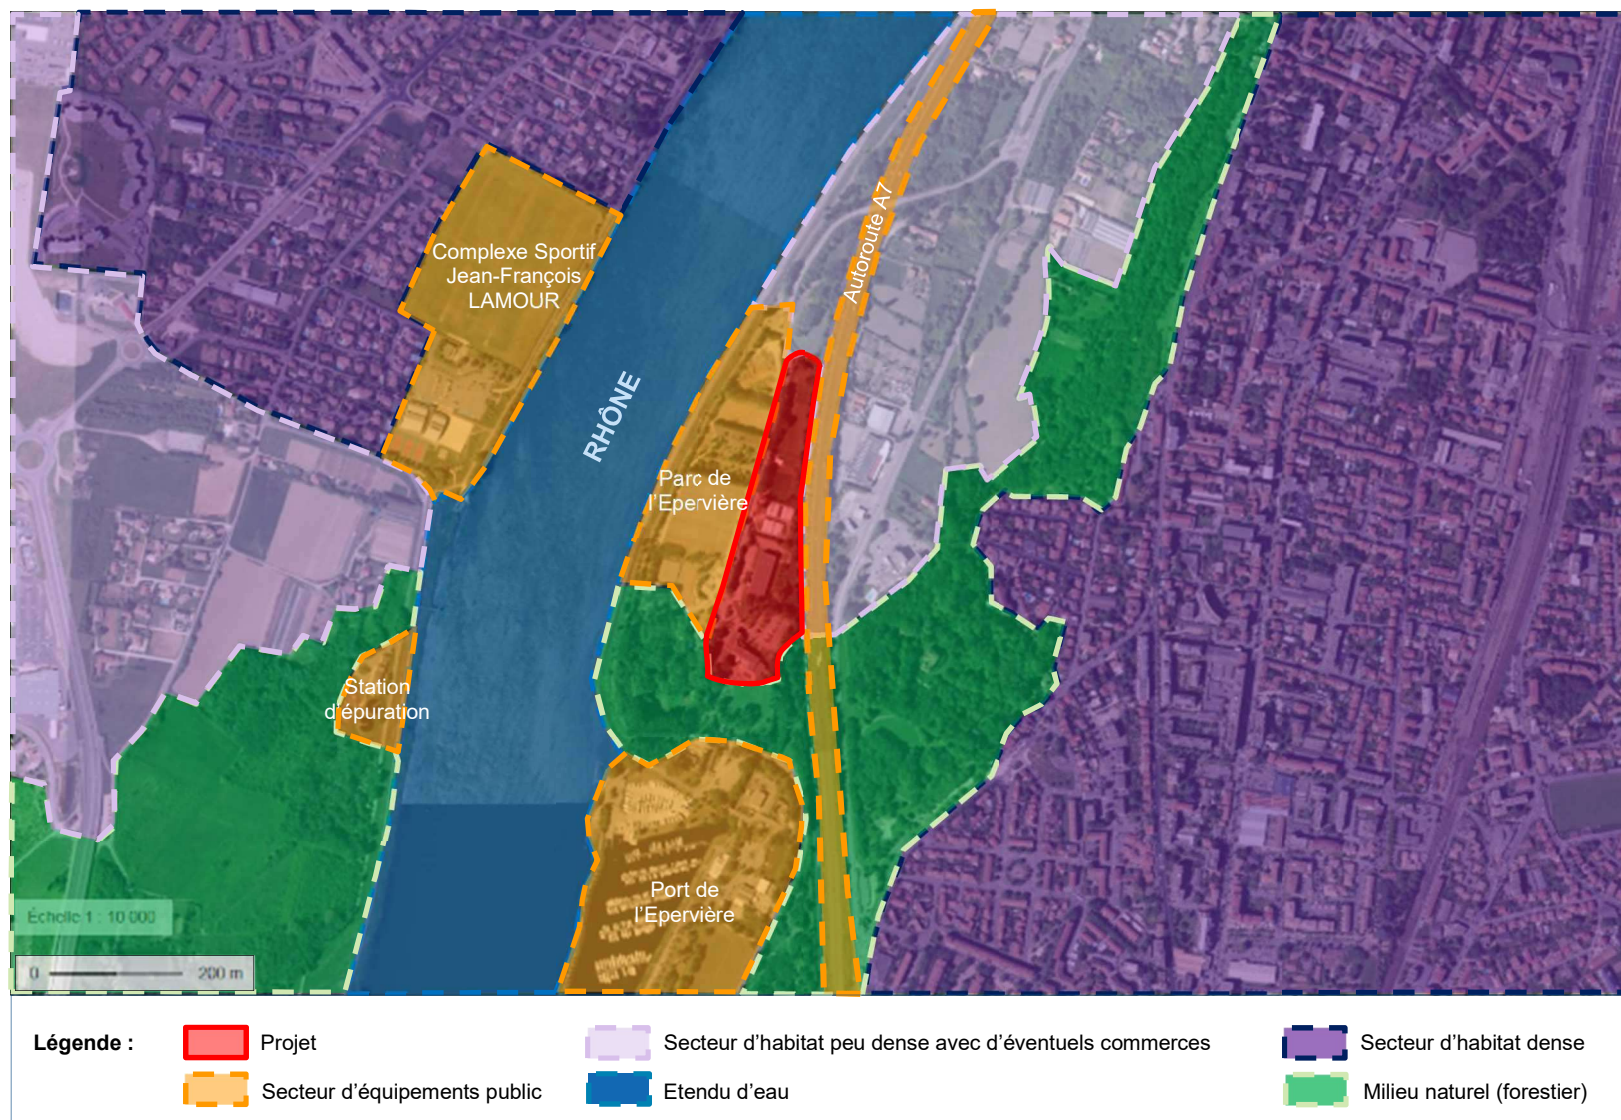 Complexe Sportif
Jean-François
LAMOUR
Autoroute A7
RHÔNE
Parc de
l'Epervière
Station
d'épuration
Port de
l'Epervière
Échelle 1 : 10 000
0 200 m
Légende :
Projet
Secteur d'habitat peu dense avec d'éventuels commerces
Secteur d'habitat dense
Secteur d'équipements public
Etendu d'eau
Milieu naturel (forestier)